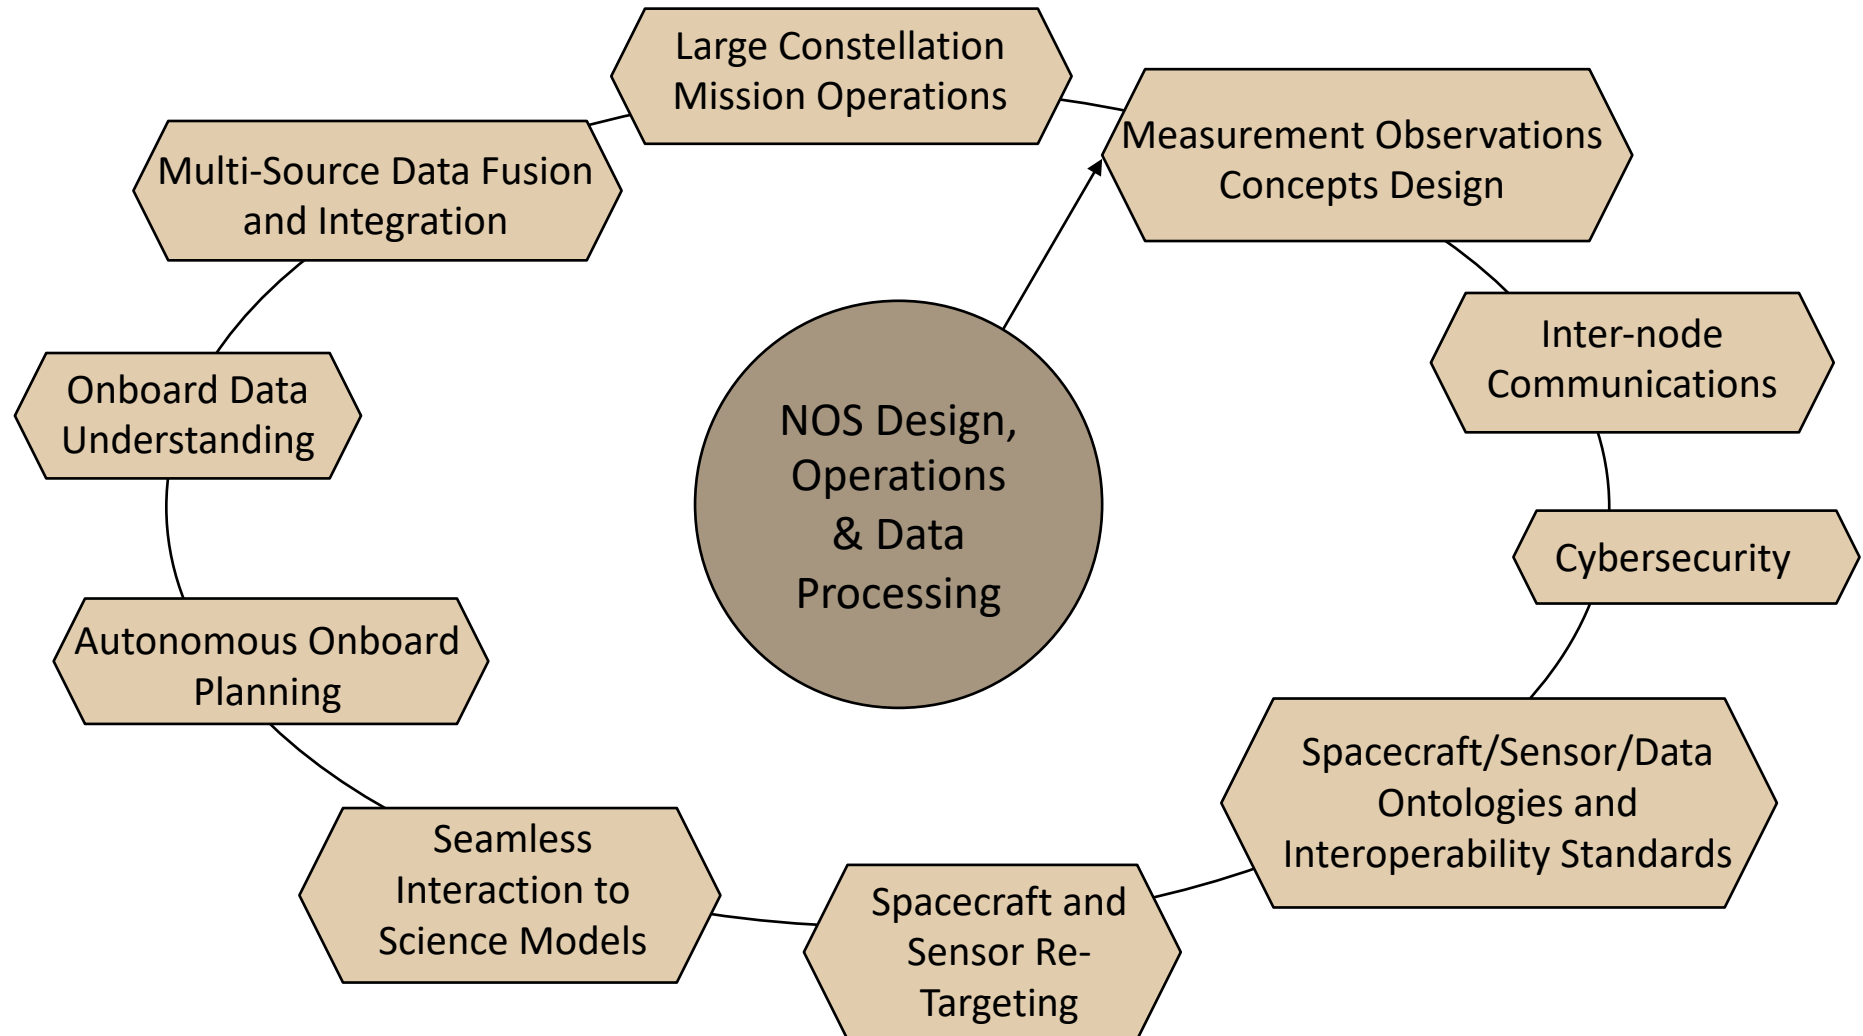 Large Constellation
Mission Operations
Measurement Observations
Concepts Design
Multi-Source Data Fusion
and Integration
Inter-node
Communications
Onboard Data
Understanding
NOS Design,
Operations
& Data
Processing
Cybersecurity
Autonomous Onboard
Planning
Spacecraft/Sensor/Data
Ontologies and
Interoperability Standards
Seamless
Interaction to
Science Models
Spacecraft and
Sensor Re-
Targeting